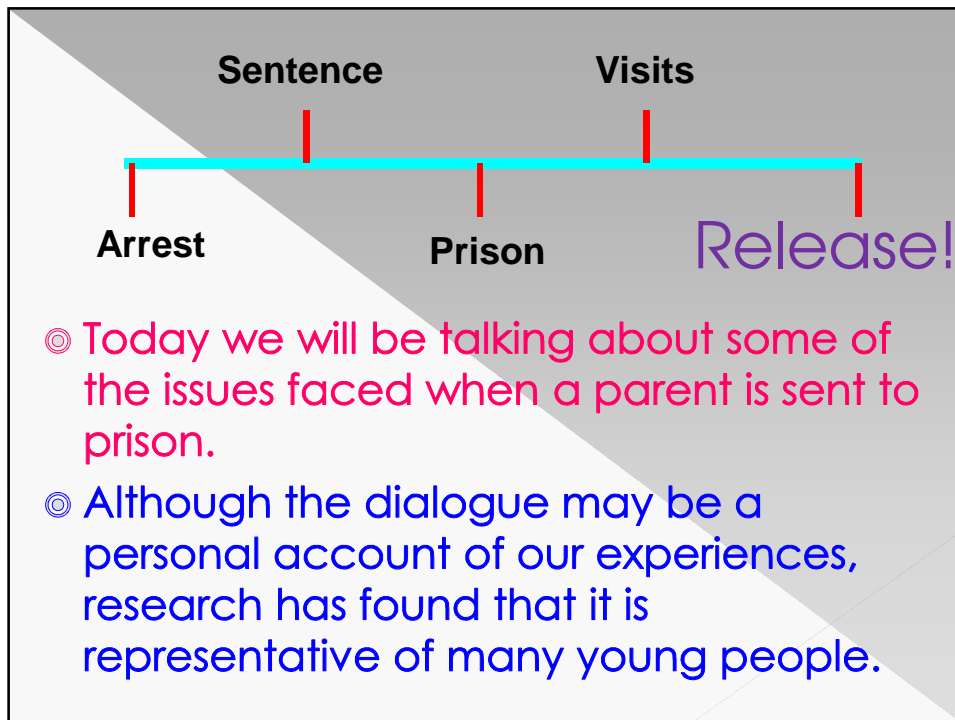 Sentence
Visits
Arrest
Prison
Release!
Today we will be talking about some of
the issues faced when a parent is sent to
prison.
Although the dialogue may be a
personal account of our experiences,
research has found that it is
representative of many young people.